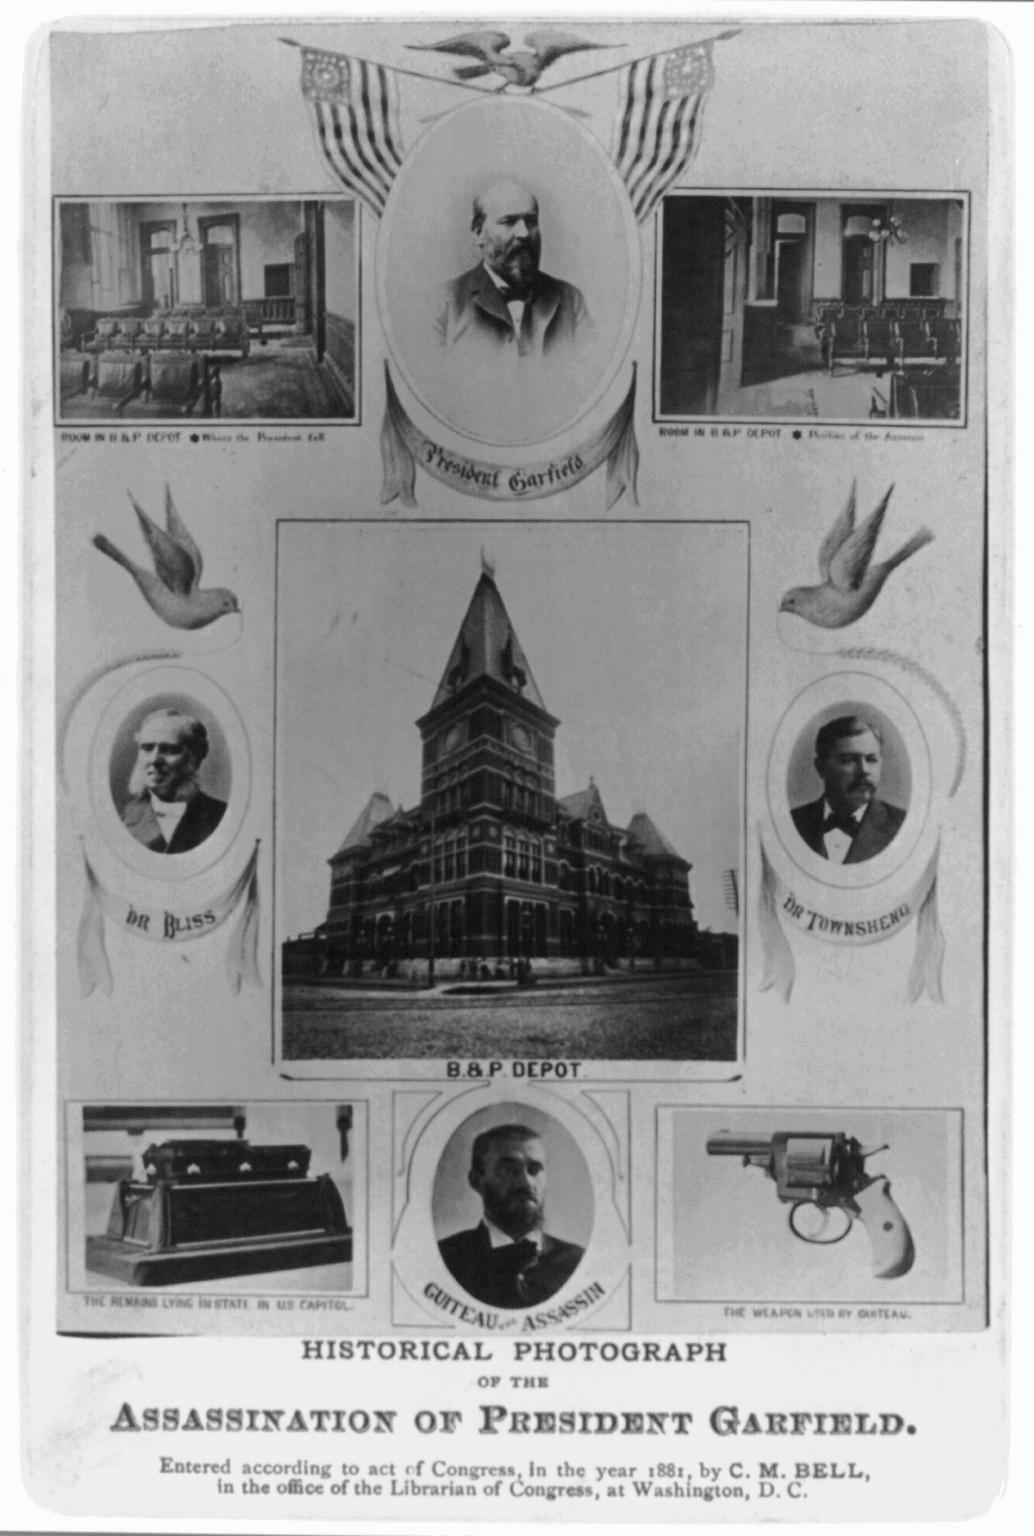 ROOM IN B. & P. DEPOT ✱ Where the President fell
ROOM IN B & P DEPOT ✱ Position of the Assassin
President Garfield
DR BLISS
DR TOWNSHEND
B. & P. DEPOT.
THE REMAINS LYING IN STATE IN U.S. CAPITOL.
GUITEAU THE ASSASSIN
THE WEAPON USED BY GUITEAU.
HISTORICAL PHOTOGRAPH
OF THE
ASSASSINATION OF PRESIDENT GARFIELD.
Entered according to act of Congress, in the year 1881, by C. M. BELL,
in the office of the Librarian of Congress, at Washington, D. C.